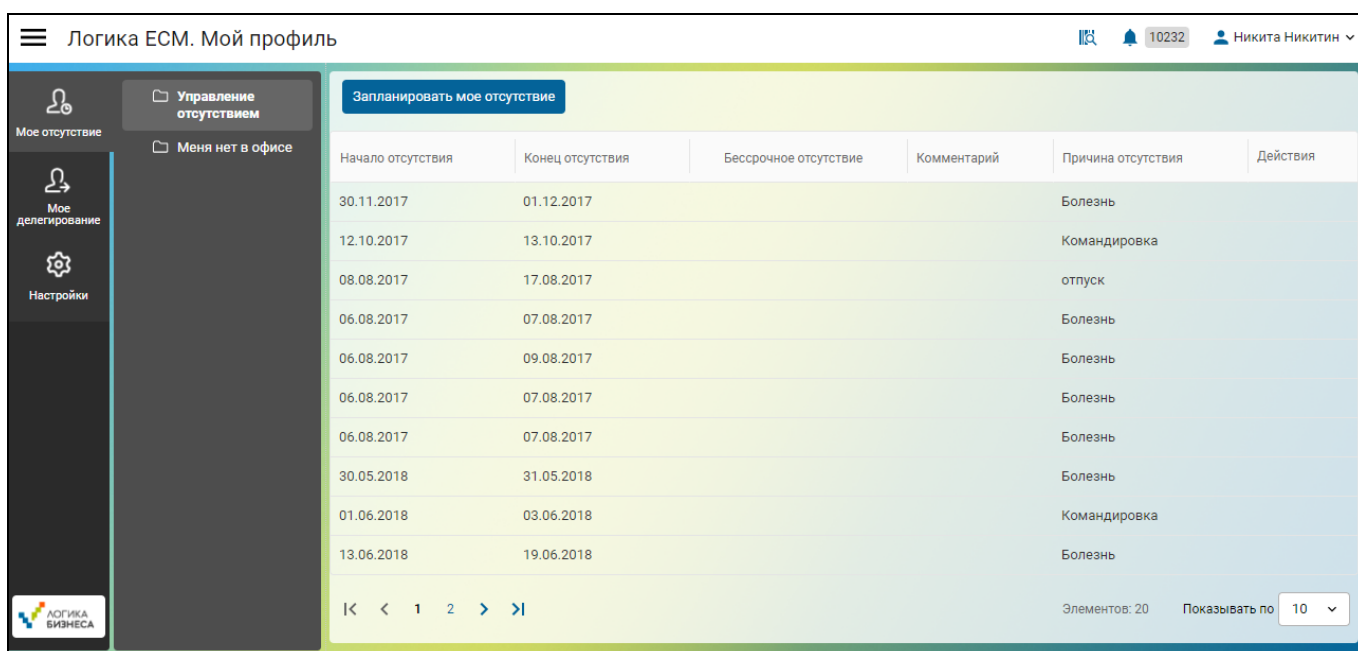 Логика ECM. Мой профиль
10232
Никита Никитин
Мое отсутствие
Мое
делегирование
Настройки
Управление
отсутствием
Меня нет в офисе
Запланировать мое отсутствие
Начало отсутствия Конец отсутствия Бессрочное отсутствие Комментарий Причина отсутствия Действия
30.11.2017 01.12.2017 Болезнь
12.10.2017 13.10.2017 Командировка
08.08.2017 17.08.2017 отпуск
06.08.2017 07.08.2017 Болезнь
06.08.2017 09.08.2017 Болезнь
06.08.2017 07.08.2017 Болезнь
06.08.2017 07.08.2017 Болезнь
30.05.2018 31.05.2018 Болезнь
01.06.2018 03.06.2018 Командировка
13.06.2018 19.06.2018 Болезнь
1 2 Элементов: 20 Показывать по 10
ЛОГИКА
БИЗНЕСА